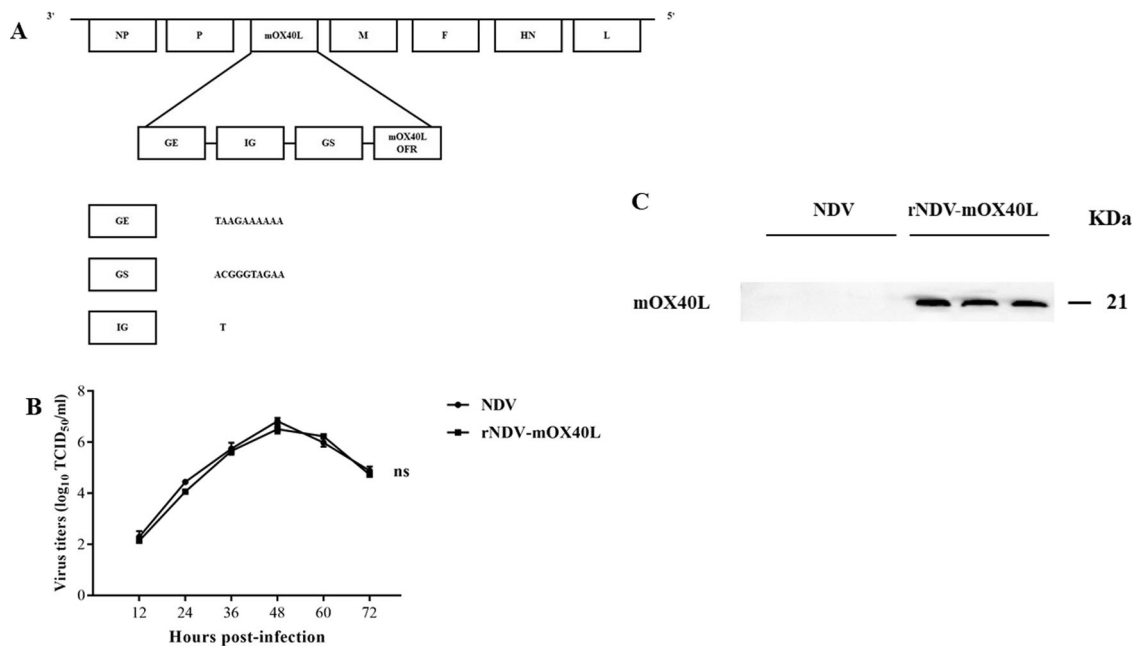 A
3' 5'
NP P mOX40L M F HN L
GE IG GS mOX40L
OFR
GE TAAGAAAAAA
GS ACGGGTAGAA
IG T
B
Virus titers (log10 TCID50/ml)
8
6
4
2
0
12 24 36 48 60 72
Hours post-infection
NDV
rNDV-mOX40L
ns
C
NDV rNDV-mOX40L KDa
mOX40L 21